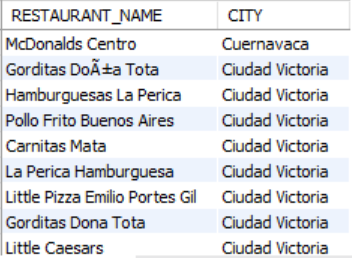 RESTAURANT_NAME CITY
McDonalds Centro Cuernavaca
Gorditas DoÃ±a Tota Ciudad Victoria
Hamburguesas La Perica Ciudad Victoria
Pollo Frito Buenos Aires Ciudad Victoria
Carnitas Mata Ciudad Victoria
La Perica Hamburguesa Ciudad Victoria
Little Pizza Emilio Portes Gil Ciudad Victoria
Gorditas Dona Tota Ciudad Victoria
Little Caesars Ciudad Victoria